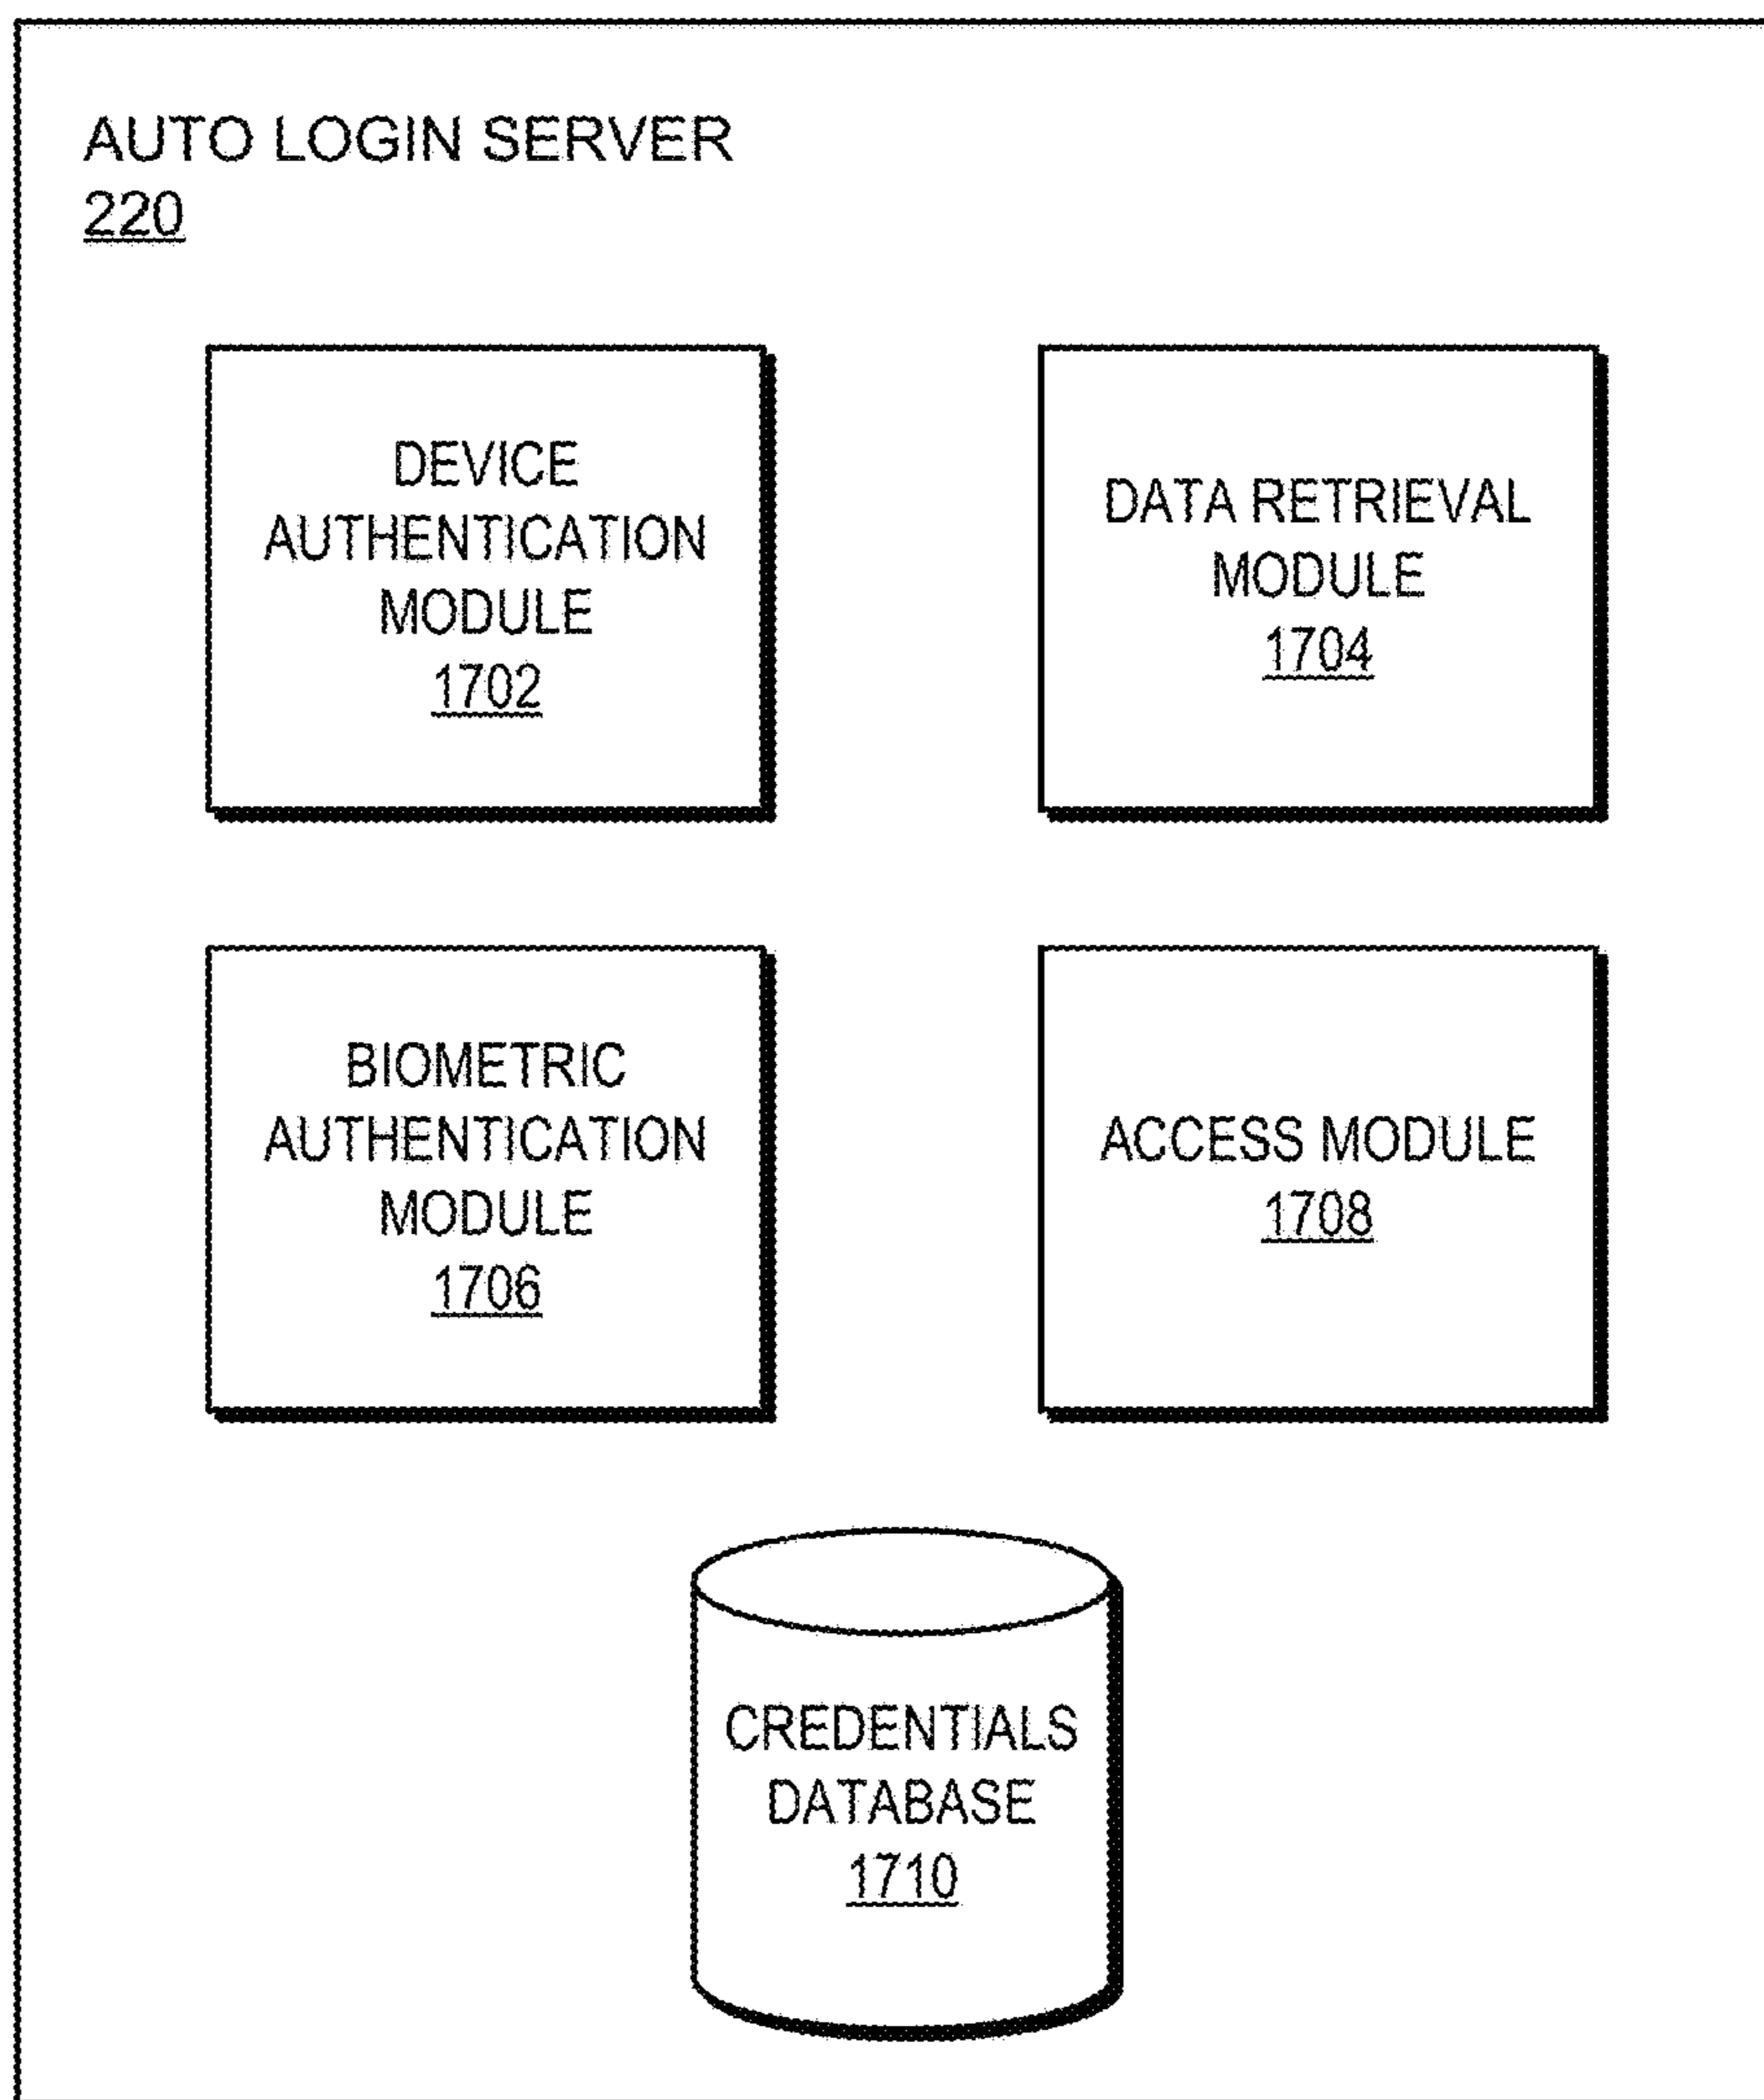 AUTO LOGIN SERVER
220
DEVICE
AUTHENTICATION
MODULE
1702
DATA RETRIEVAL
MODULE
1704
BIOMETRIC
AUTHENTICATION
MODULE
1706
ACCESS MODULE
1708
CREDENTIALS
DATABASE
1710